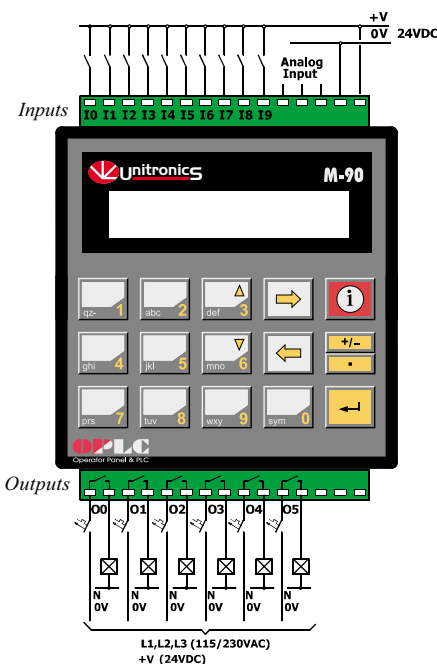 +V
0V 24VDC
Analog
Input
Inputs
I0 I1 I2 I3 I4 I5 I6 I7 I8 I9
Unitronics
M-90
qz- 1 abc 2 def 3 i
ghi 4 jkl 5 mno 6 +/-
.
prs 7 tuv 8 wxy 9 sym 0
OPLC
Operator Panel & PLC
Outputs
O0 O1 O2 O3 O4 O5
N N N N N N
0V 0V 0V 0V 0V 0V
L1,L2,L3 (115/230VAC)
+V (24VDC)